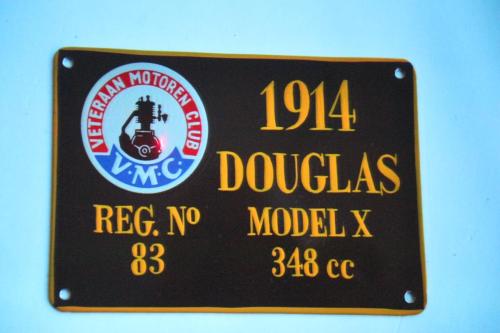 VETERAAN MOTOREN CLUB
V·M·C·
1914
DOUGLAS
REG. No
83
MODEL X
348 cc